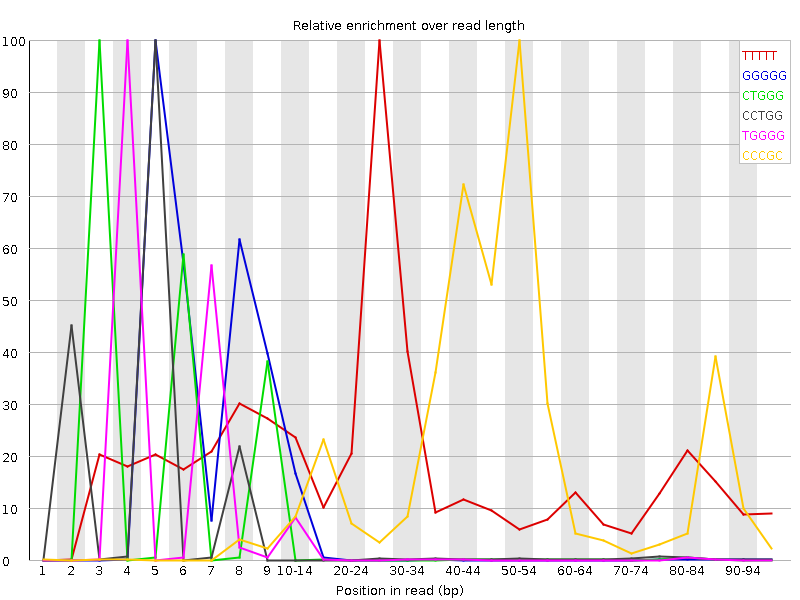 Relative enrichment over read length
100
90
80
70
60
50
40
30
20
10
0
TTTTT
GGGGG
CTGGG
CCTGG
TGGGG
CCCGC
1 2 3 4 5 6 7 8 9 10-14 20-24 30-34 40-44 50-54 60-64 70-74 80-84 90-94
Position in read (bp)